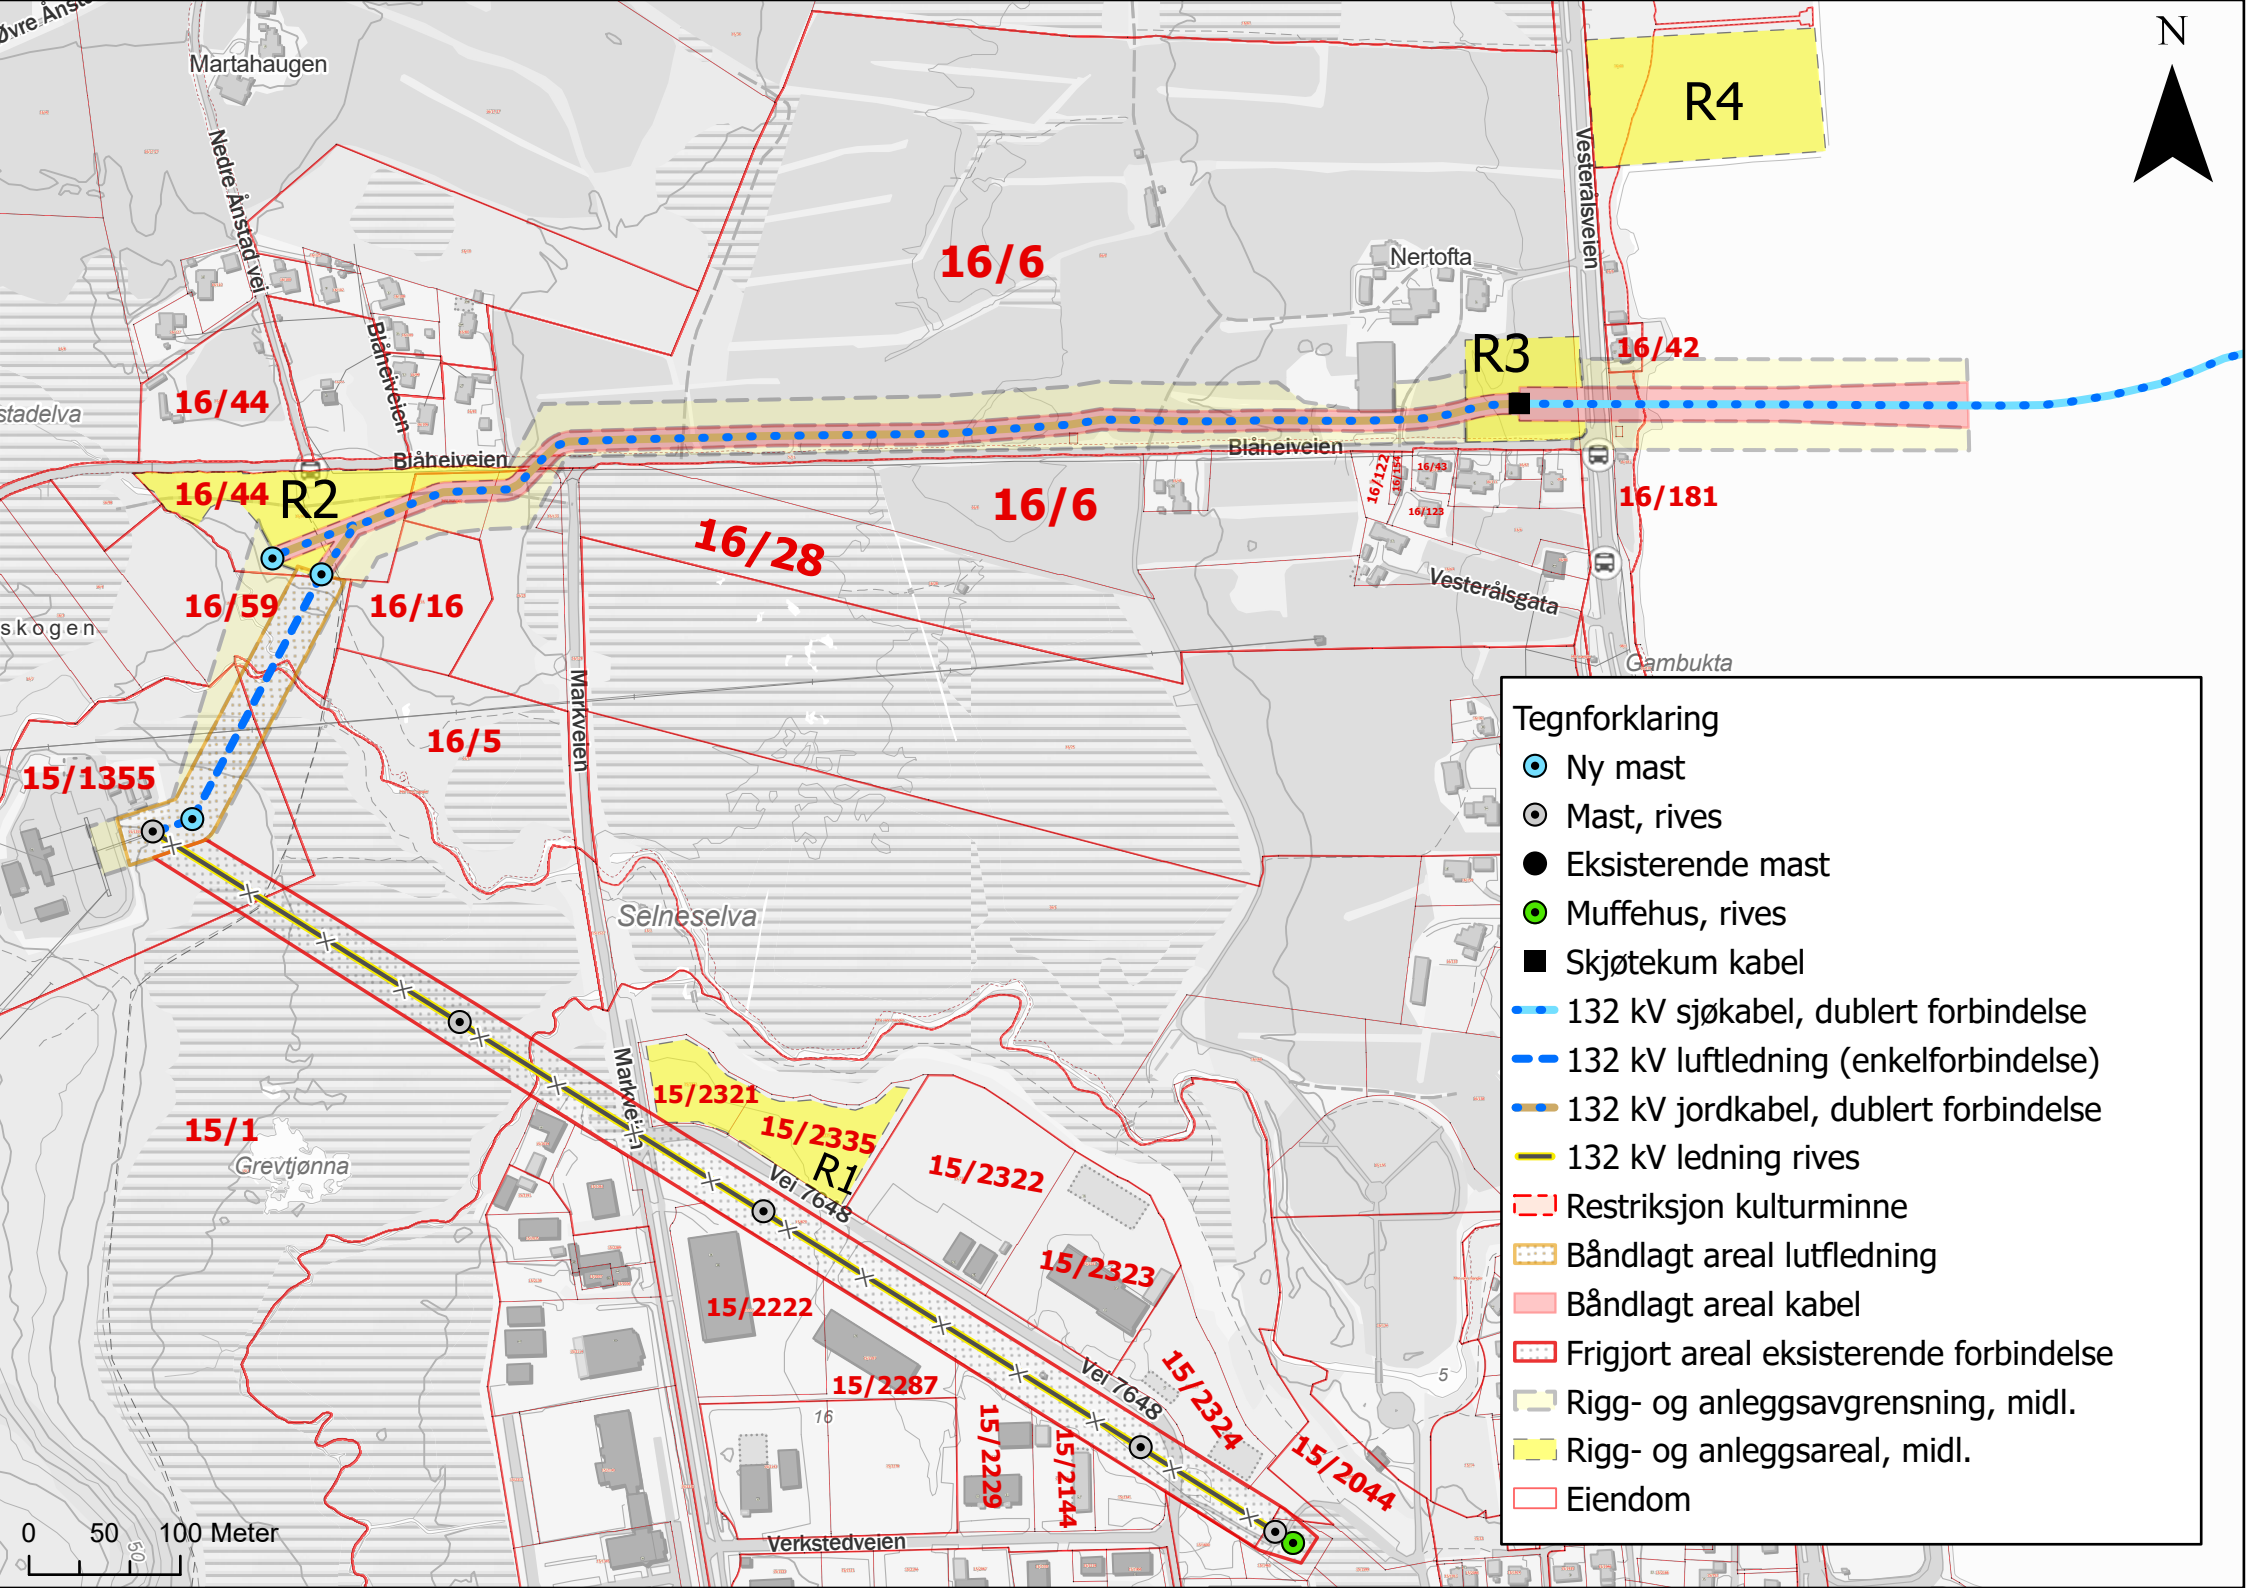 Martahaugen
Nedre Ånstad vei
R4
N
Vesterålsveien
16/6
Nertofta
R3
16/42
Blåheiveien
16/44
stadelva
Blåheiveien
Blåheiveien
16/44
R2
16/6
16/122
16/154
16/43
16/123
16/181
16/28
Vesterålsgata
16/59
16/16
skogen
Gambukta
Markveien
16/5
15/1355
Selneselva
Markveien
15/2321
15/2335
R1
15/1
Grevtjønna
Vei 7648
15/2322
15/2323
15/2222
15/2287
Vei 7648
15/2324
5
16
15/2229
15/2144
15/2044
Verkstedveien
50
0 50 100 Meter
Tegnforklaring
Ny mast
Mast, rives
Eksisterende mast
Muffehus, rives
Skjøtekum kabel
132 kV sjøkabel, dublert forbindelse
132 kV luftledning (enkelforbindelse)
132 kV jordkabel, dublert forbindelse
132 kV ledning rives
Restriksjon kulturminne
Båndlagt areal lutfledning
Båndlagt areal kabel
Frigjort areal eksisterende forbindelse
Rigg- og anleggsavgrensning, midl.
Rigg- og anleggsareal, midl.
Eiendom